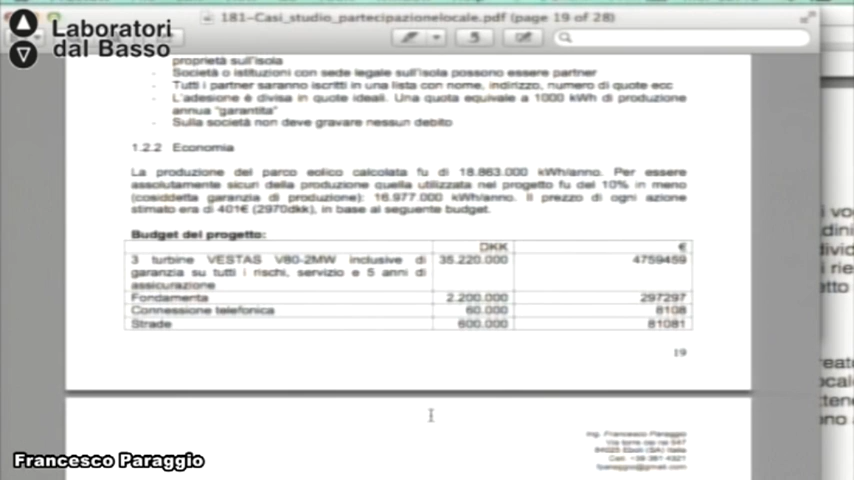 181-Casi_studio_partecipazionelocale.pdf (page 19 of 28)
Laboratori
dal Basso
proprietà sull'isola
- Società o istituzioni con sede legale sull'isola possono essere partner
- Tutti i partner saranno iscritti in una lista con nome, indirizzo, numero di quote ecc
- L'adesione è divisa in quote ideali. Una quota equivale a 1000 kWh di produzione
annua "garantita"
- Sulla società non deve gravare nessun debito
1.2.2 Economia
La produzione del parco eolico calcolata fu di 18.863.000 kWh/anno. Per essere
assolutamente sicuri della produzione quella utilizzata nel progetto fu del 10% in meno
(cosiddetta garanzia di produzione): 16.977.000 kWh/anno. Il prezzo di ogni azione
stimato era di 401€ (2970dkk), in base al seguente budget.
Budget del progetto:
DKK €
3 turbine VESTAS V80-2MW inclusive di 35.220.000 4759459
garanzia su tutti i rischi, servizio e 5 anni di
assicurazione
Fondamenta 2.200.000 297297
Connessione telefonica 60.000 8108
Strade 600.000 81081
19
Ing. Francesco Paraggio
Francesco Paraggio